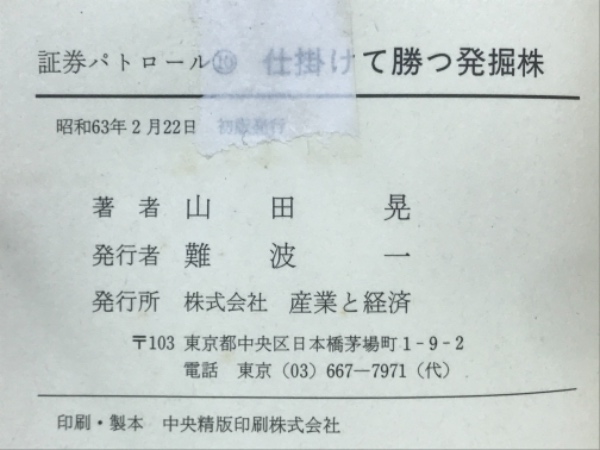 証券パトロール⑩ 仕掛けて勝つ発掘株
昭和63年2月22日 初版発行
著者 山田晃
発行者 難波一
発行所 株式会社 産業と経済
〒103 東京都中央区日本橋茅場町1-9-2
電話 東京(03)667―7971(代)
印刷・製本 中央精版印刷株式会社